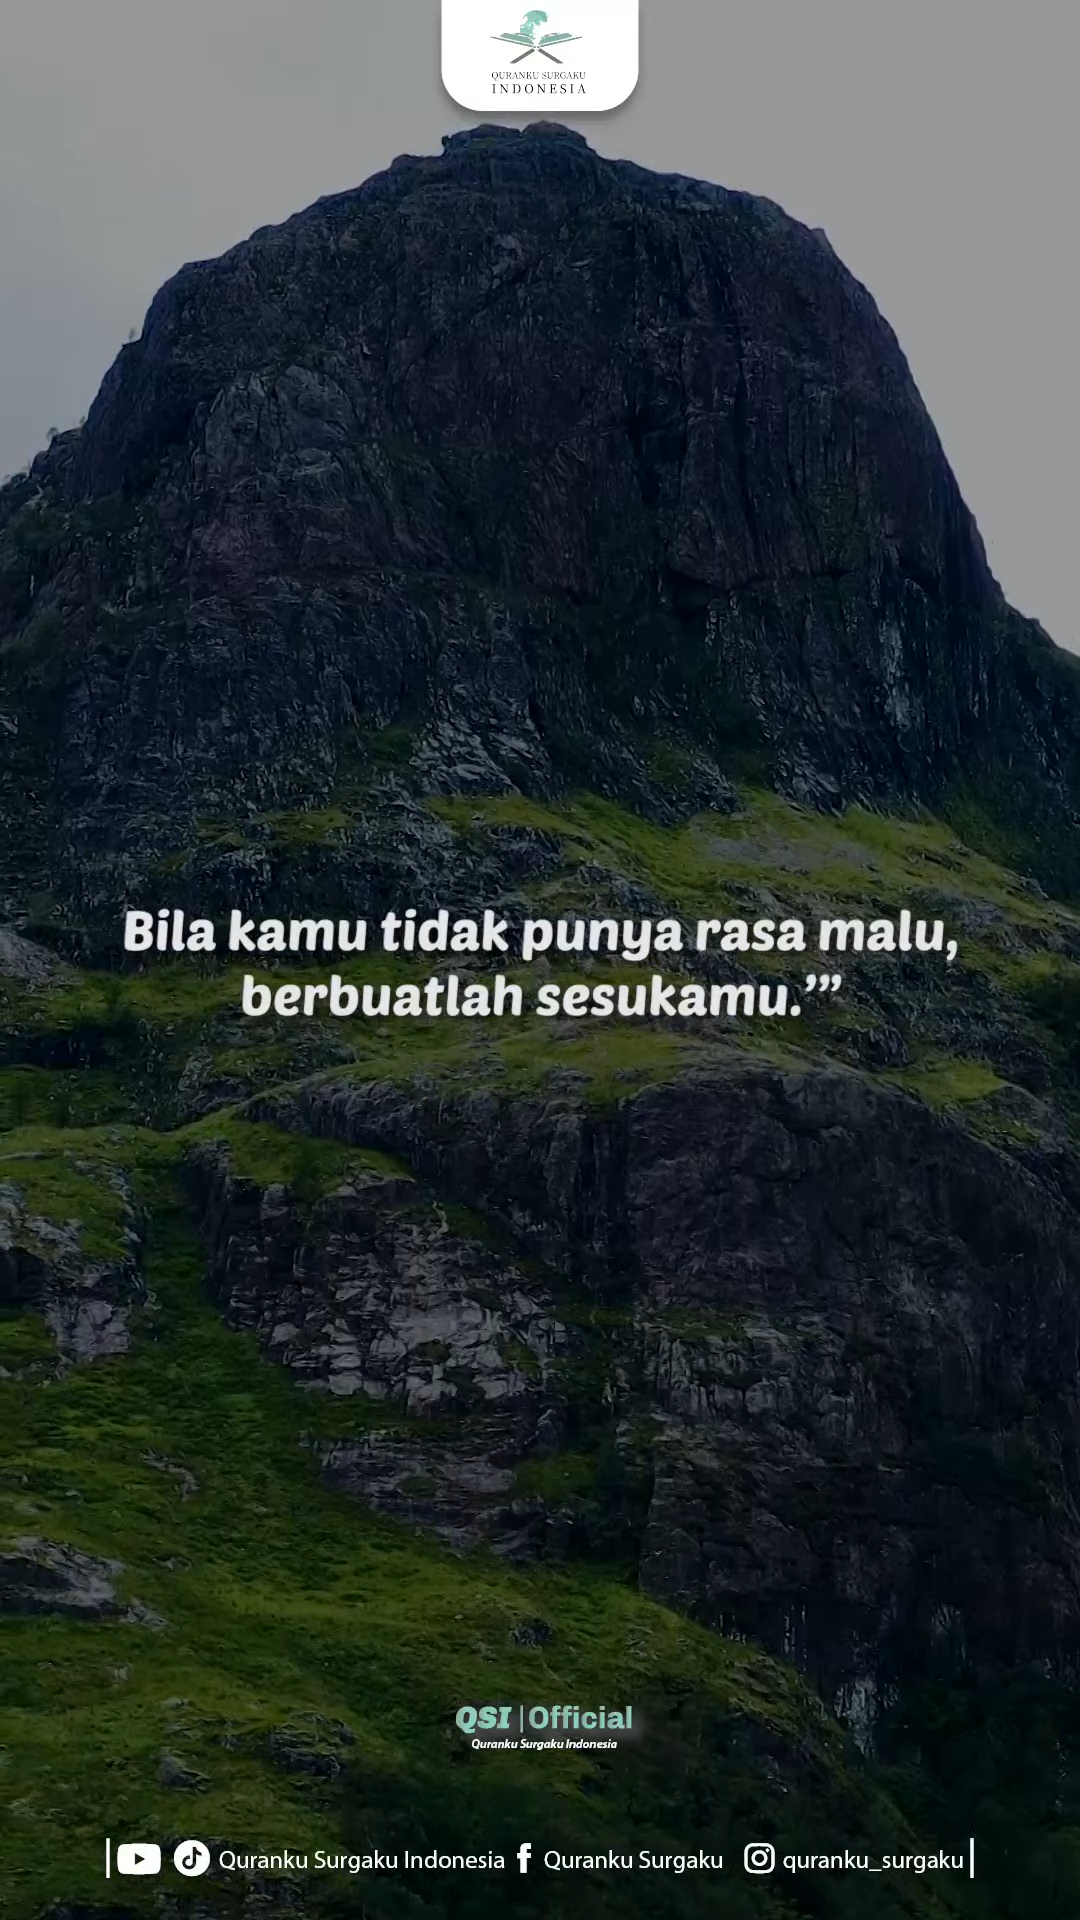 QURANKU SURGAKU
INDONESIA
Bila kamu tidak punya rasa malu,
berbuatlah sesukamu.’”
QSI | Official
Quranku Surgaku Indonesia
Quranku Surgaku Indonesia Quranku Surgaku quranku_surgaku